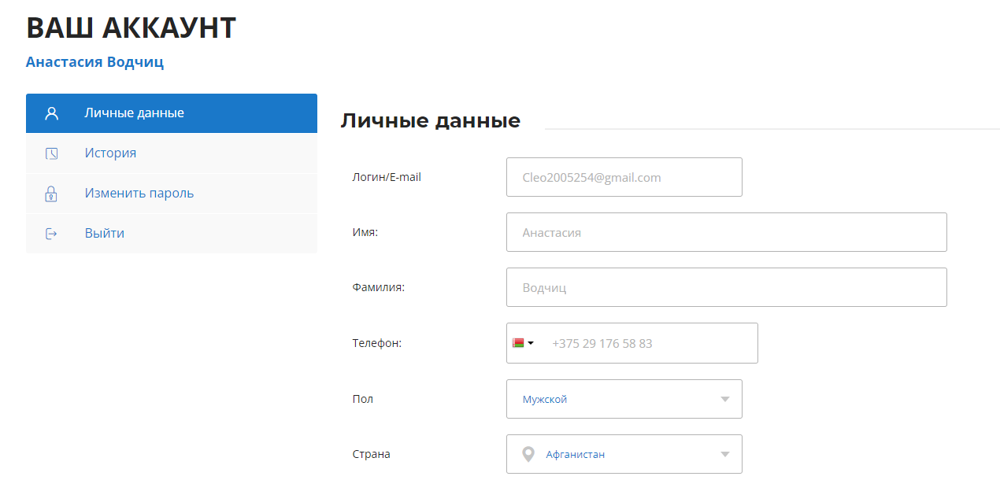 ВАШ АККАУНТ
Анастасия Водчиц
Личные данные
История
Изменить пароль
Выйти
Личные данные
Логин/E-mail Cleo2005254@gmail.com
Имя: Анастасия
Фамилия: Водчиц
Телефон: +375 29 176 58 83
Пол Мужской
Страна Афганистан